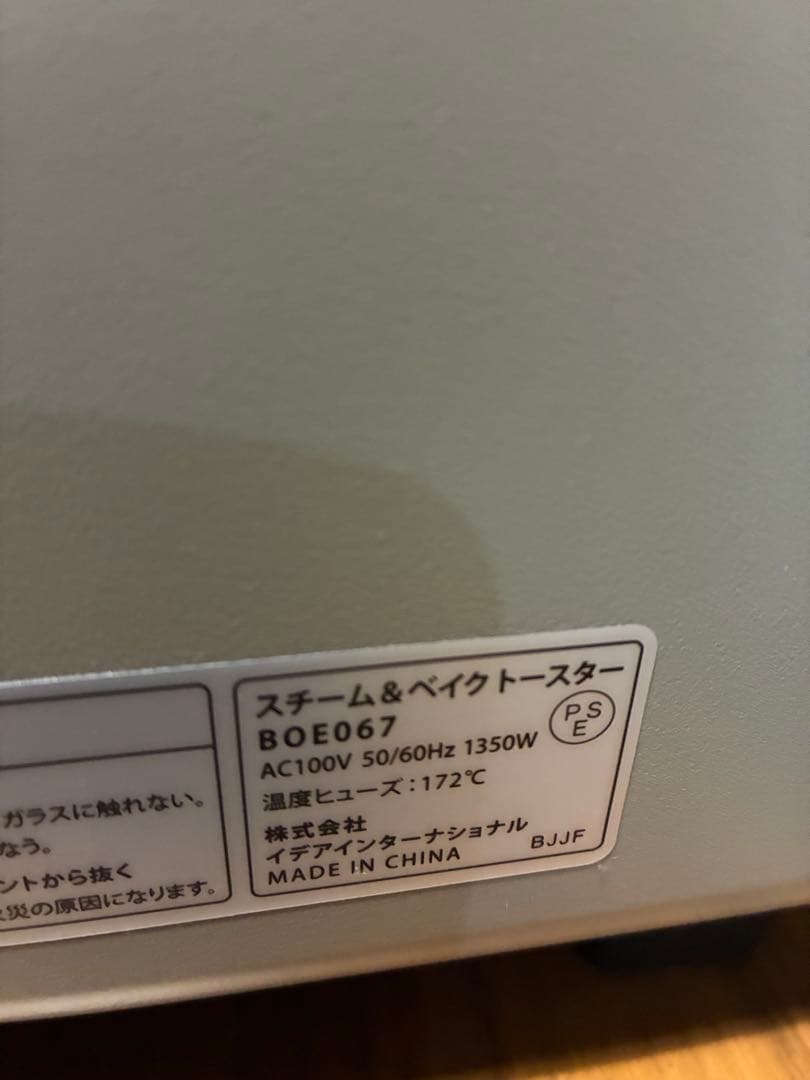 ガラスに触れない。
なう。
ントから抜く
災の原因になります。
スチーム&ベイクトースター
BOE067
PSE
AC100V 50/60Hz 1350W
温度ヒューズ:172℃
株式会社
イデアインターナショナル
BJJF
MADE IN CHINA